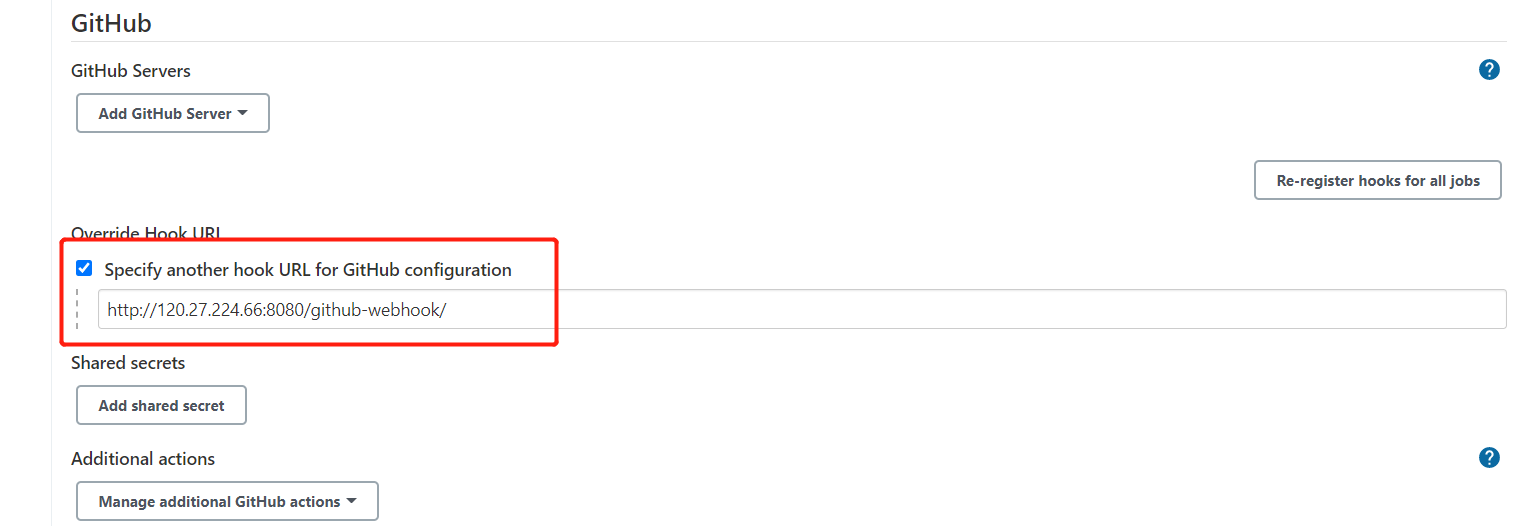 GitHub
GitHub Servers
?
Add GitHub Server
Re-register hooks for all jobs
Override Hook URL
Specify another hook URL for GitHub configuration
http://120.27.224.66:8080/github-webhook/
Shared secrets
Add shared secret
Additional actions
?
Manage additional GitHub actions